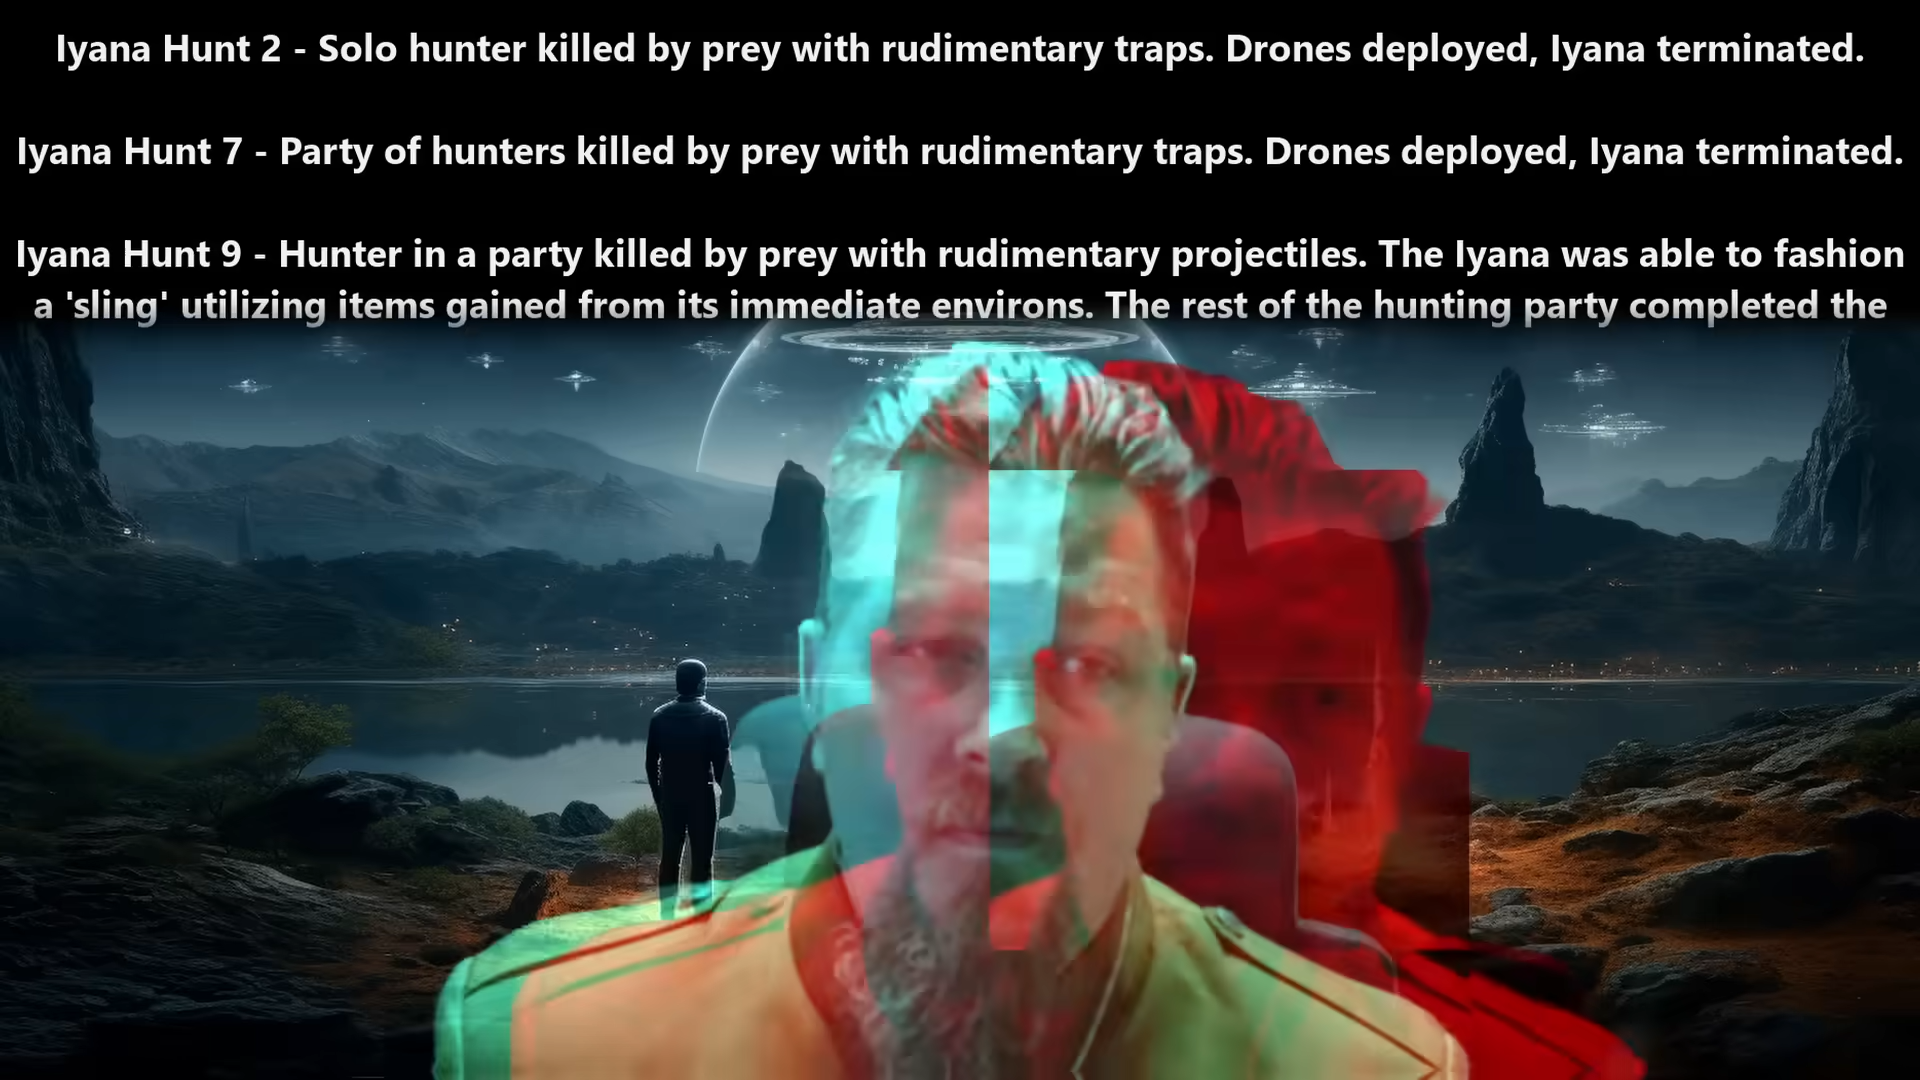 Iyana Hunt 2 - Solo hunter killed by prey with rudimentary traps. Drones deployed, Iyana terminated.
Iyana Hunt 7 - Party of hunters killed by prey with rudimentary traps. Drones deployed, Iyana terminated.
Iyana Hunt 9 - Hunter in a party killed by prey with rudimentary projectiles. The Iyana was able to fashion
a 'sling' utilizing items gained from its immediate environs. The rest of the hunting party completed the